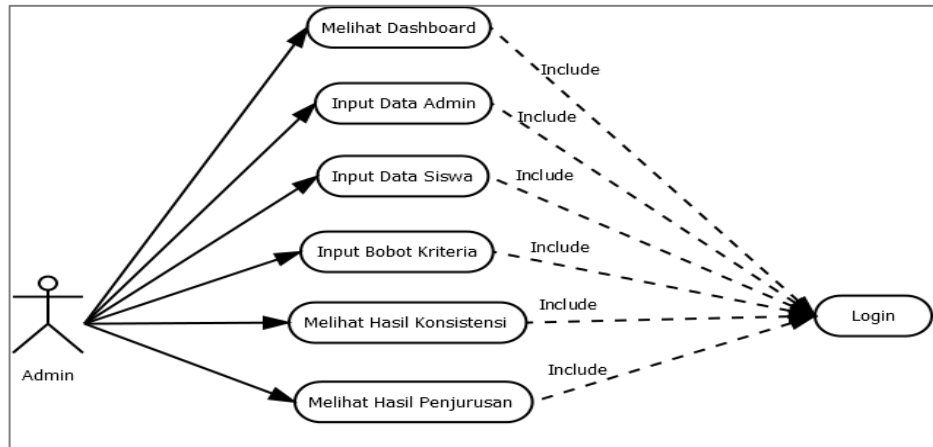 Melihat Dashboard
Include
Input Data Admin
Include
Input Data Siswa
Include
Input Bobot Kriteria
Include
Melihat Hasil Konsistensi
Include
Login
Melihat Hasil Penjurusan
Include
Admin